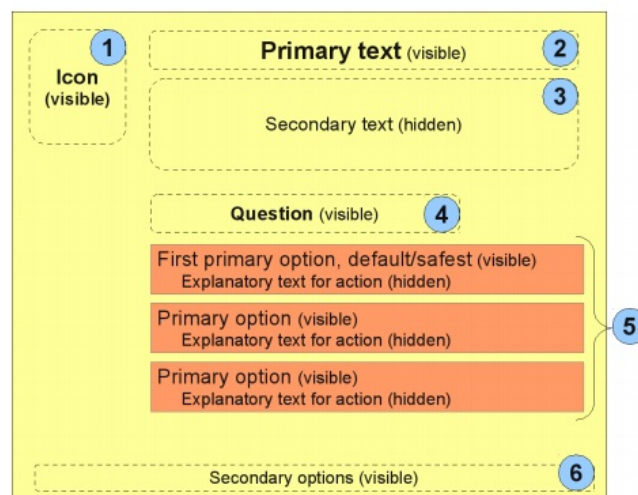 1
Icon
(visible)
Primary text (visible)
2
Secondary text (hidden)
3
Question (visible)
4
First primary option, default/safest (visible)
Explanatory text for action (hidden)
Primary option (visible)
Explanatory text for action (hidden)
Primary option (visible)
Explanatory text for action (hidden)
5
Secondary options (visible)
6